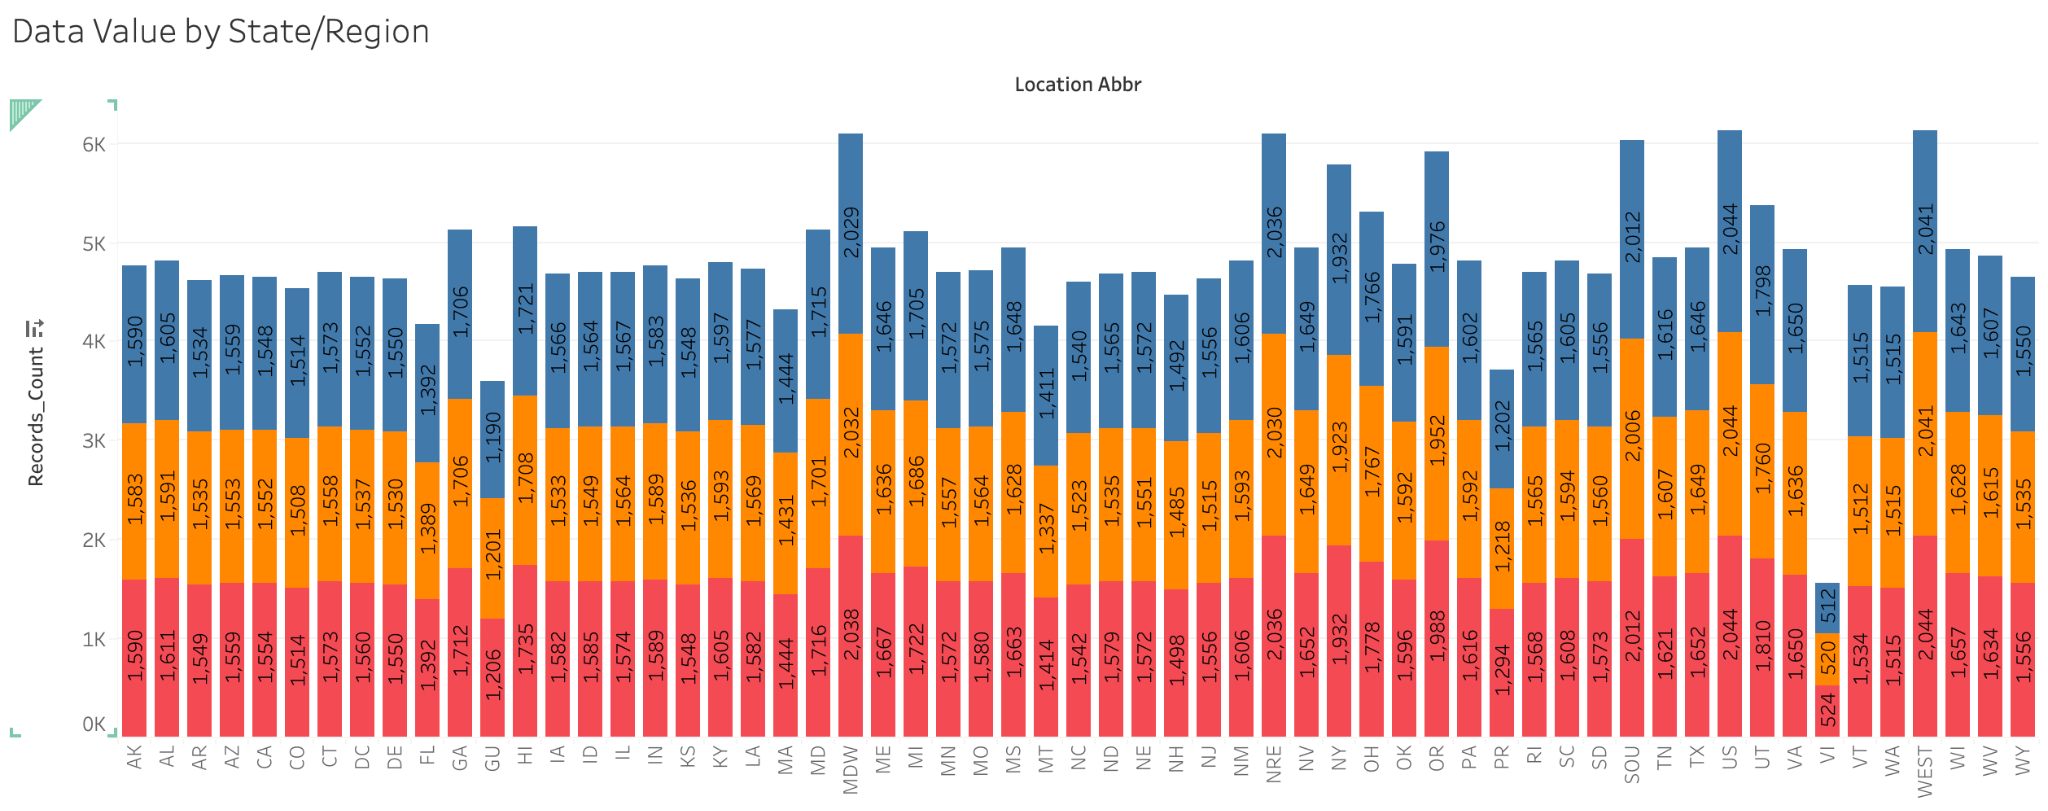 Data Value by State/Region
Location Abbr
Records_Count
6K
5K
4K
3K
2K
1K
0K
1,590 1,605 1,534 1,559 1,548 1,514 1,573 1,552 1,550 1,392 1,706 1,190 1,721 1,566 1,564 1,567 1,583 1,548 1,597 1,577 1,444 1,715 2,029 1,646 1,705 1,572 1,575 1,648 1,411 1,540 1,565 1,572 1,492 1,556 1,606 2,036 1,649 1,932 1,766 1,591 1,976 1,602 1,202 1,565 1,605 1,556 2,012 1,616 1,646 2,044 1,798 1,650 512 1,515 1,515 2,041 1,643 1,607 1,550
1,583 1,591 1,535 1,553 1,552 1,508 1,558 1,537 1,530 1,389 1,706 1,201 1,708 1,533 1,549 1,564 1,589 1,536 1,593 1,569 1,431 1,701 2,032 1,636 1,686 1,557 1,564 1,628 1,337 1,523 1,535 1,551 1,485 1,515 1,593 2,030 1,649 1,923 1,767 1,592 1,952 1,592 1,218 1,565 1,594 1,560 2,006 1,607 1,649 2,044 1,760 1,636 520 1,512 1,515 2,041 1,628 1,615 1,535
1,590 1,611 1,549 1,559 1,554 1,514 1,573 1,560 1,550 1,392 1,712 1,206 1,735 1,582 1,585 1,574 1,589 1,548 1,605 1,582 1,444 1,716 2,038 1,667 1,722 1,572 1,580 1,663 1,414 1,542 1,579 1,572 1,498 1,556 1,606 2,036 1,652 1,932 1,778 1,596 1,988 1,616 1,294 1,568 1,608 1,573 2,012 1,621 1,652 2,044 1,810 1,650 524 1,534 1,515 2,044 1,657 1,634 1,556
AK AL AR AZ CA CO CT DC DE FL GA GU HI IA ID IL IN KS KY LA MA MD MDW ME MI MN MO MS MT NC ND NE NH NJ NM NRE NV NY OH OK OR PA PR RI SC SD SOU TN TX US UT VA VI VT WA WEST WI WV WY